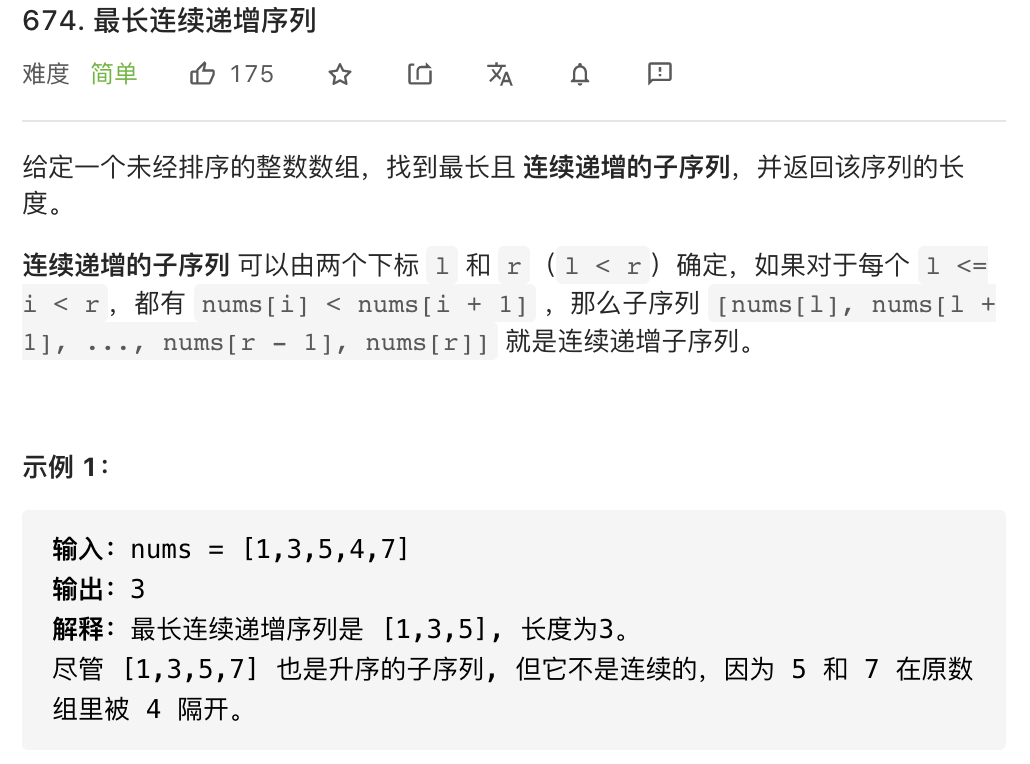 674. 最长连续递增序列
难度 简单 175
给定一个未经排序的整数数组，找到最长且 连续递增的子序列，并返回该序列的长
度。
连续递增的子序列 可以由两个下标 l 和 r（l < r）确定，如果对于每个 l <=
i < r，都有 nums[i] < nums[i + 1] ，那么子序列 [nums[l], nums[l +
1], ..., nums[r - 1], nums[r]] 就是连续递增子序列。
示例 1：
输入：nums = [1,3,5,4,7]
输出：3
解释：最长连续递增序列是 [1,3,5], 长度为3。
尽管 [1,3,5,7] 也是升序的子序列, 但它不是连续的，因为 5 和 7 在原数
组里被 4 隔开。